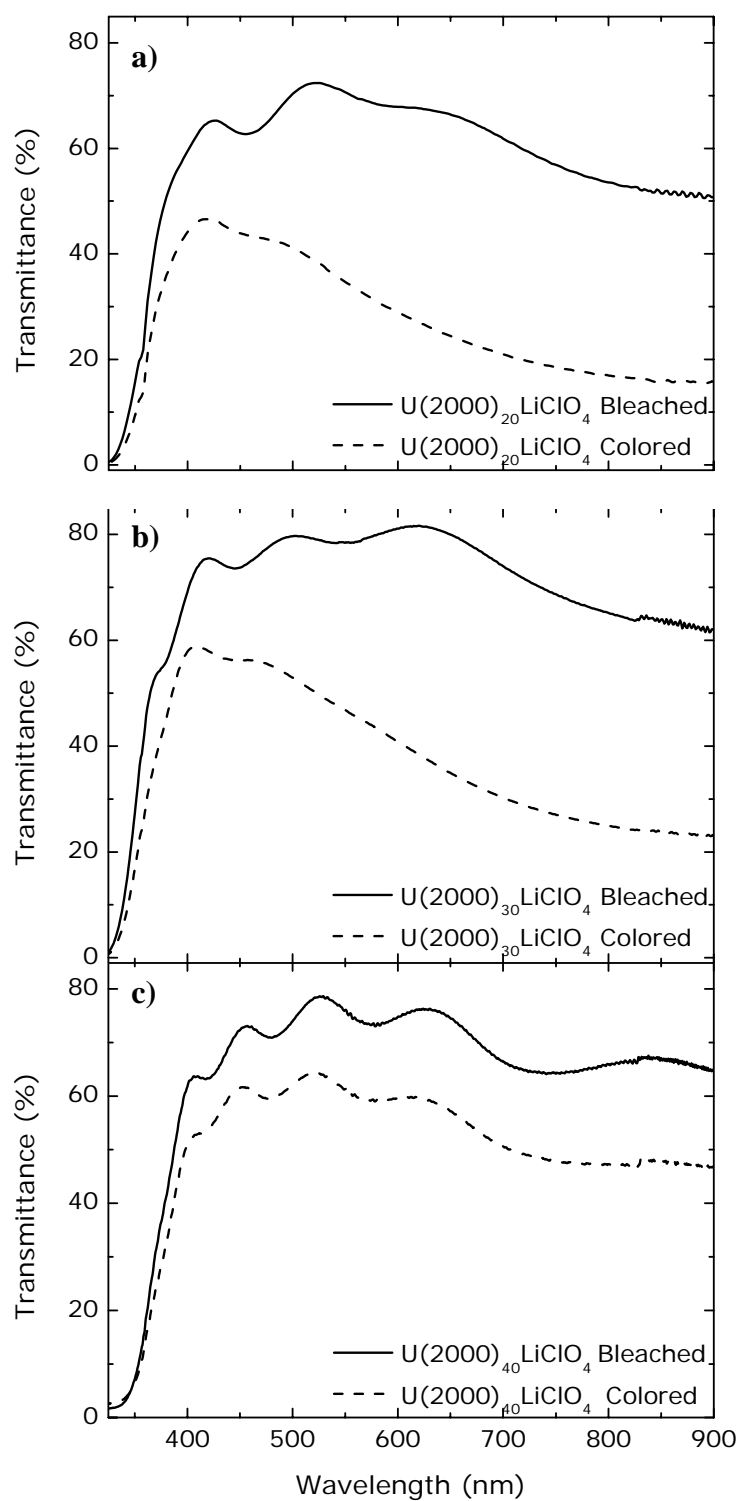 a)
80
60
40
20
0
Transmittance (%)
U(2000)₂₀LiClO₄ Bleached
U(2000)₂₀LiClO₄ Colored
b)
80
60
40
20
0
Transmittance (%)
U(2000)₃₀LiClO₄ Bleached
U(2000)₃₀LiClO₄ Colored
c)
80
60
40
20
0
Transmittance (%)
U(2000)₄₀LiClO₄ Bleached
U(2000)₄₀LiClO₄ Colored
400 500 600 700 800 900
Wavelength (nm)